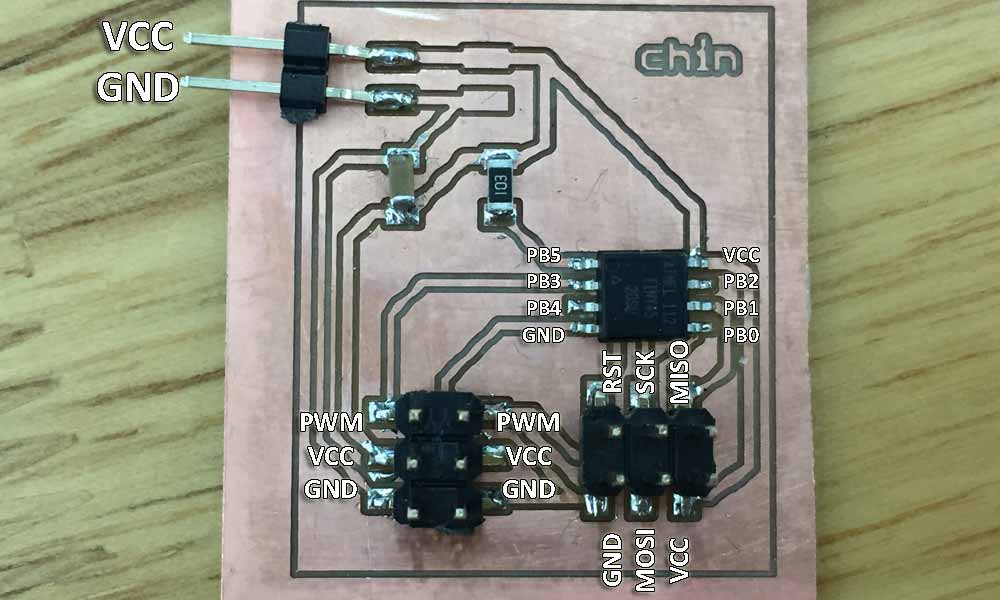 VCC
GND
chin
103
PB5
PB3
PB4
GND
VCC
PB2
PB1
PB0
RST
SCK
MISO
PWM
VCC
GND
PWM
VCC
GND
GND
MOSI
VCC